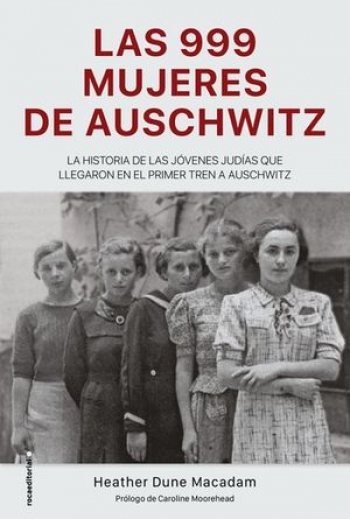 LAS 999
MUJERES
DE AUSCHWITZ
LA HISTORIA DE LAS JÓVENES JUDÍAS QUE
LLEGARON EN EL PRIMER TREN A AUSCHWITZ
rocaeditorial
Heather Dune Macadam
Prólogo de Caroline Moorehead